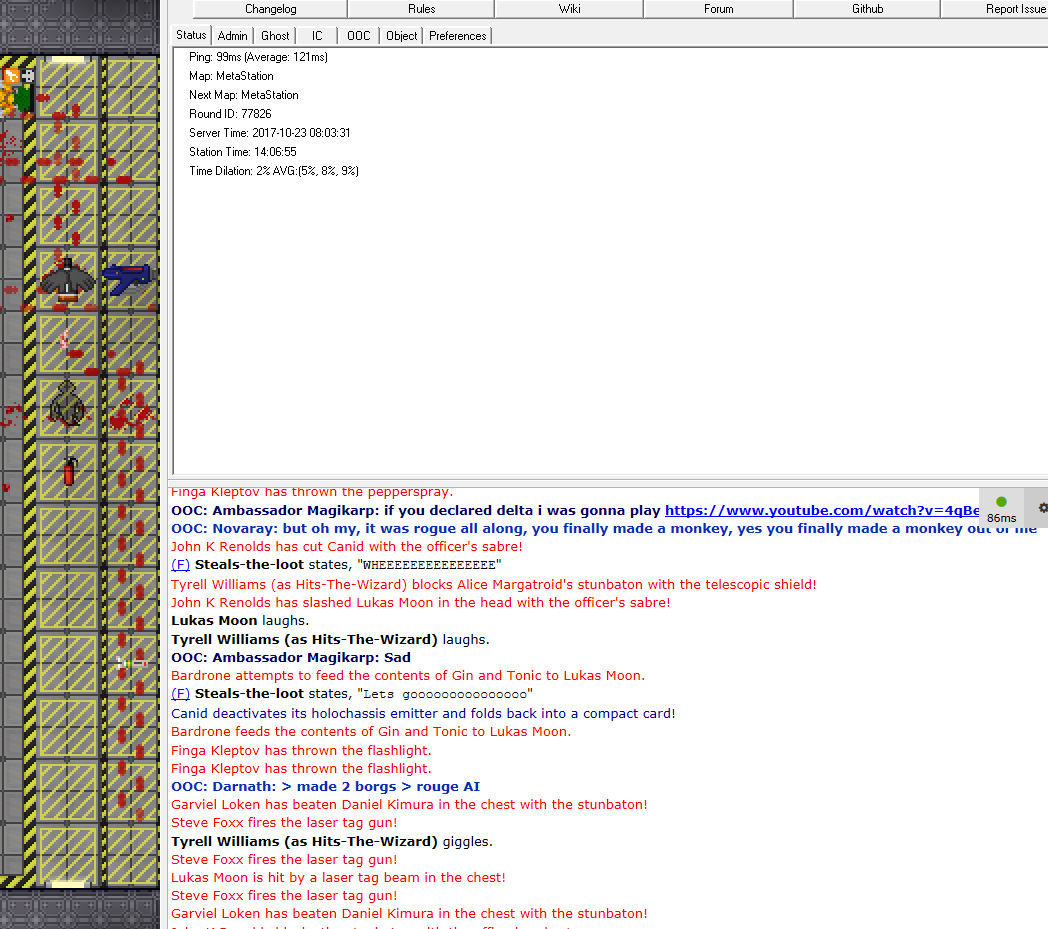 Changelog Rules Wiki Forum Github Report Issue
Status Admin Ghost IC OOC Object Preferences
Ping: 99ms (Average: 121ms)
Map: MetaStation
Next Map: MetaStation
Round ID: 77826
Server Time: 2017-10-23 08:03:31
Station Time: 14:06:55
Time Dilation: 2% AVG:(5%, 8%, 9%)
Finga Kleptov has thrown the pepperspray.
OOC: Ambassador Magikarp: if you declared delta i was gonna play https://www.youtube.com/watch?v=4qBe
86ms
OOC: Novaray: but oh my, it was rogue all along, you finally made a monkey, yes you finally made a monkey out of me
John K Renolds has cut Canid with the officer's sabre!
(F) Steals-the-loot states, "WHEEEEEEEEEEEEEEE"
Tyrell Williams (as Hits-The-Wizard) blocks Alice Margatroid's stunbaton with the telescopic shield!
John K Renolds has slashed Lukas Moon in the head with the officer's sabre!
Lukas Moon laughs.
Tyrell Williams (as Hits-The-Wizard) laughs.
OOC: Ambassador Magikarp: Sad
Bardrone attempts to feed the contents of Gin and Tonic to Lukas Moon.
(F) Steals-the-loot states, "Lets gooooooooooooooo"
Canid deactivates its holochassis emitter and folds back into a compact card!
Bardrone feeds the contents of Gin and Tonic to Lukas Moon.
Finga Kleptov has thrown the flashlight.
Finga Kleptov has thrown the flashlight.
OOC: Darnath: > made 2 borgs > rouge AI
Garviel Loken has beaten Daniel Kimura in the chest with the stunbaton!
Steve Foxx fires the laser tag gun!
Tyrell Williams (as Hits-The-Wizard) giggles.
Steve Foxx fires the laser tag gun!
Lukas Moon is hit by a laser tag beam in the chest!
Steve Foxx fires the laser tag gun!
Garviel Loken has beaten Daniel Kimura in the chest with the stunbaton!